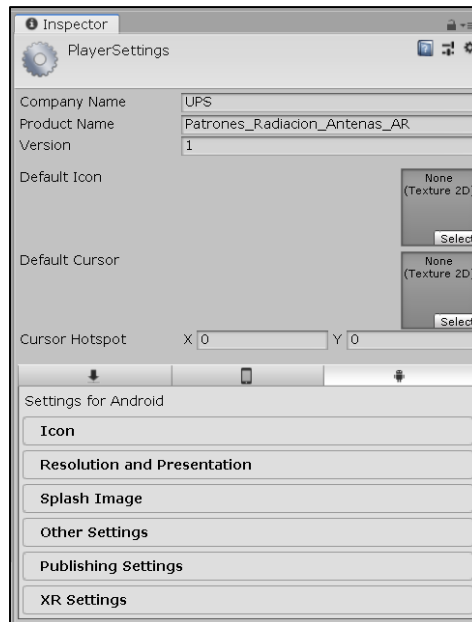 Inspector
PlayerSettings
Company Name UPS
Product Name Patrones_Radiacion_Antenas_AR
Version 1
Default Icon
None
(Texture 2D)
Select
Default Cursor
None
(Texture 2D)
Select
Cursor Hotspot X 0 Y 0
Settings for Android
Icon
Resolution and Presentation
Splash Image
Other Settings
Publishing Settings
XR Settings